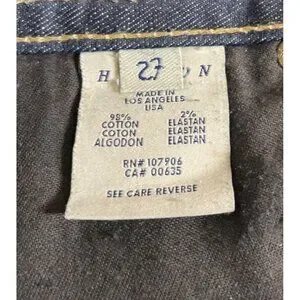 27
H N
MADE IN
LOS ANGELES
USA
98% 2%
COTTON ELASTAN
COTON ELASTAN
ALGODON ELASTAN
RN# 107906
CA# 00635
SEE CARE REVERSE